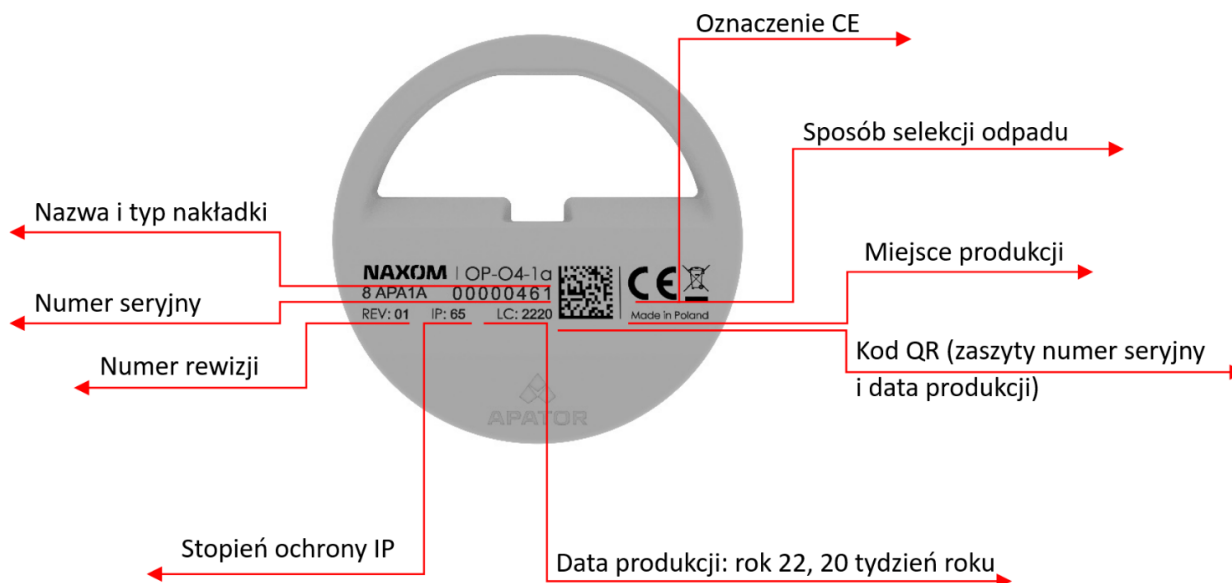 Oznaczenie CE
Sposób selekcji odpadu
Nazwa i typ nakładki
Miejsce produkcji
NAXOM | OP-O4-1a
8 APA1A 00000461
CE
Numer seryjny
REV: 01 IP: 65 LC: 2220
Made in Poland
Numer rewizji
Kod QR (zaszyty numer seryjny
i data produkcji)
APATOR
Stopień ochrony IP
Data produkcji: rok 22, 20 tydzień roku